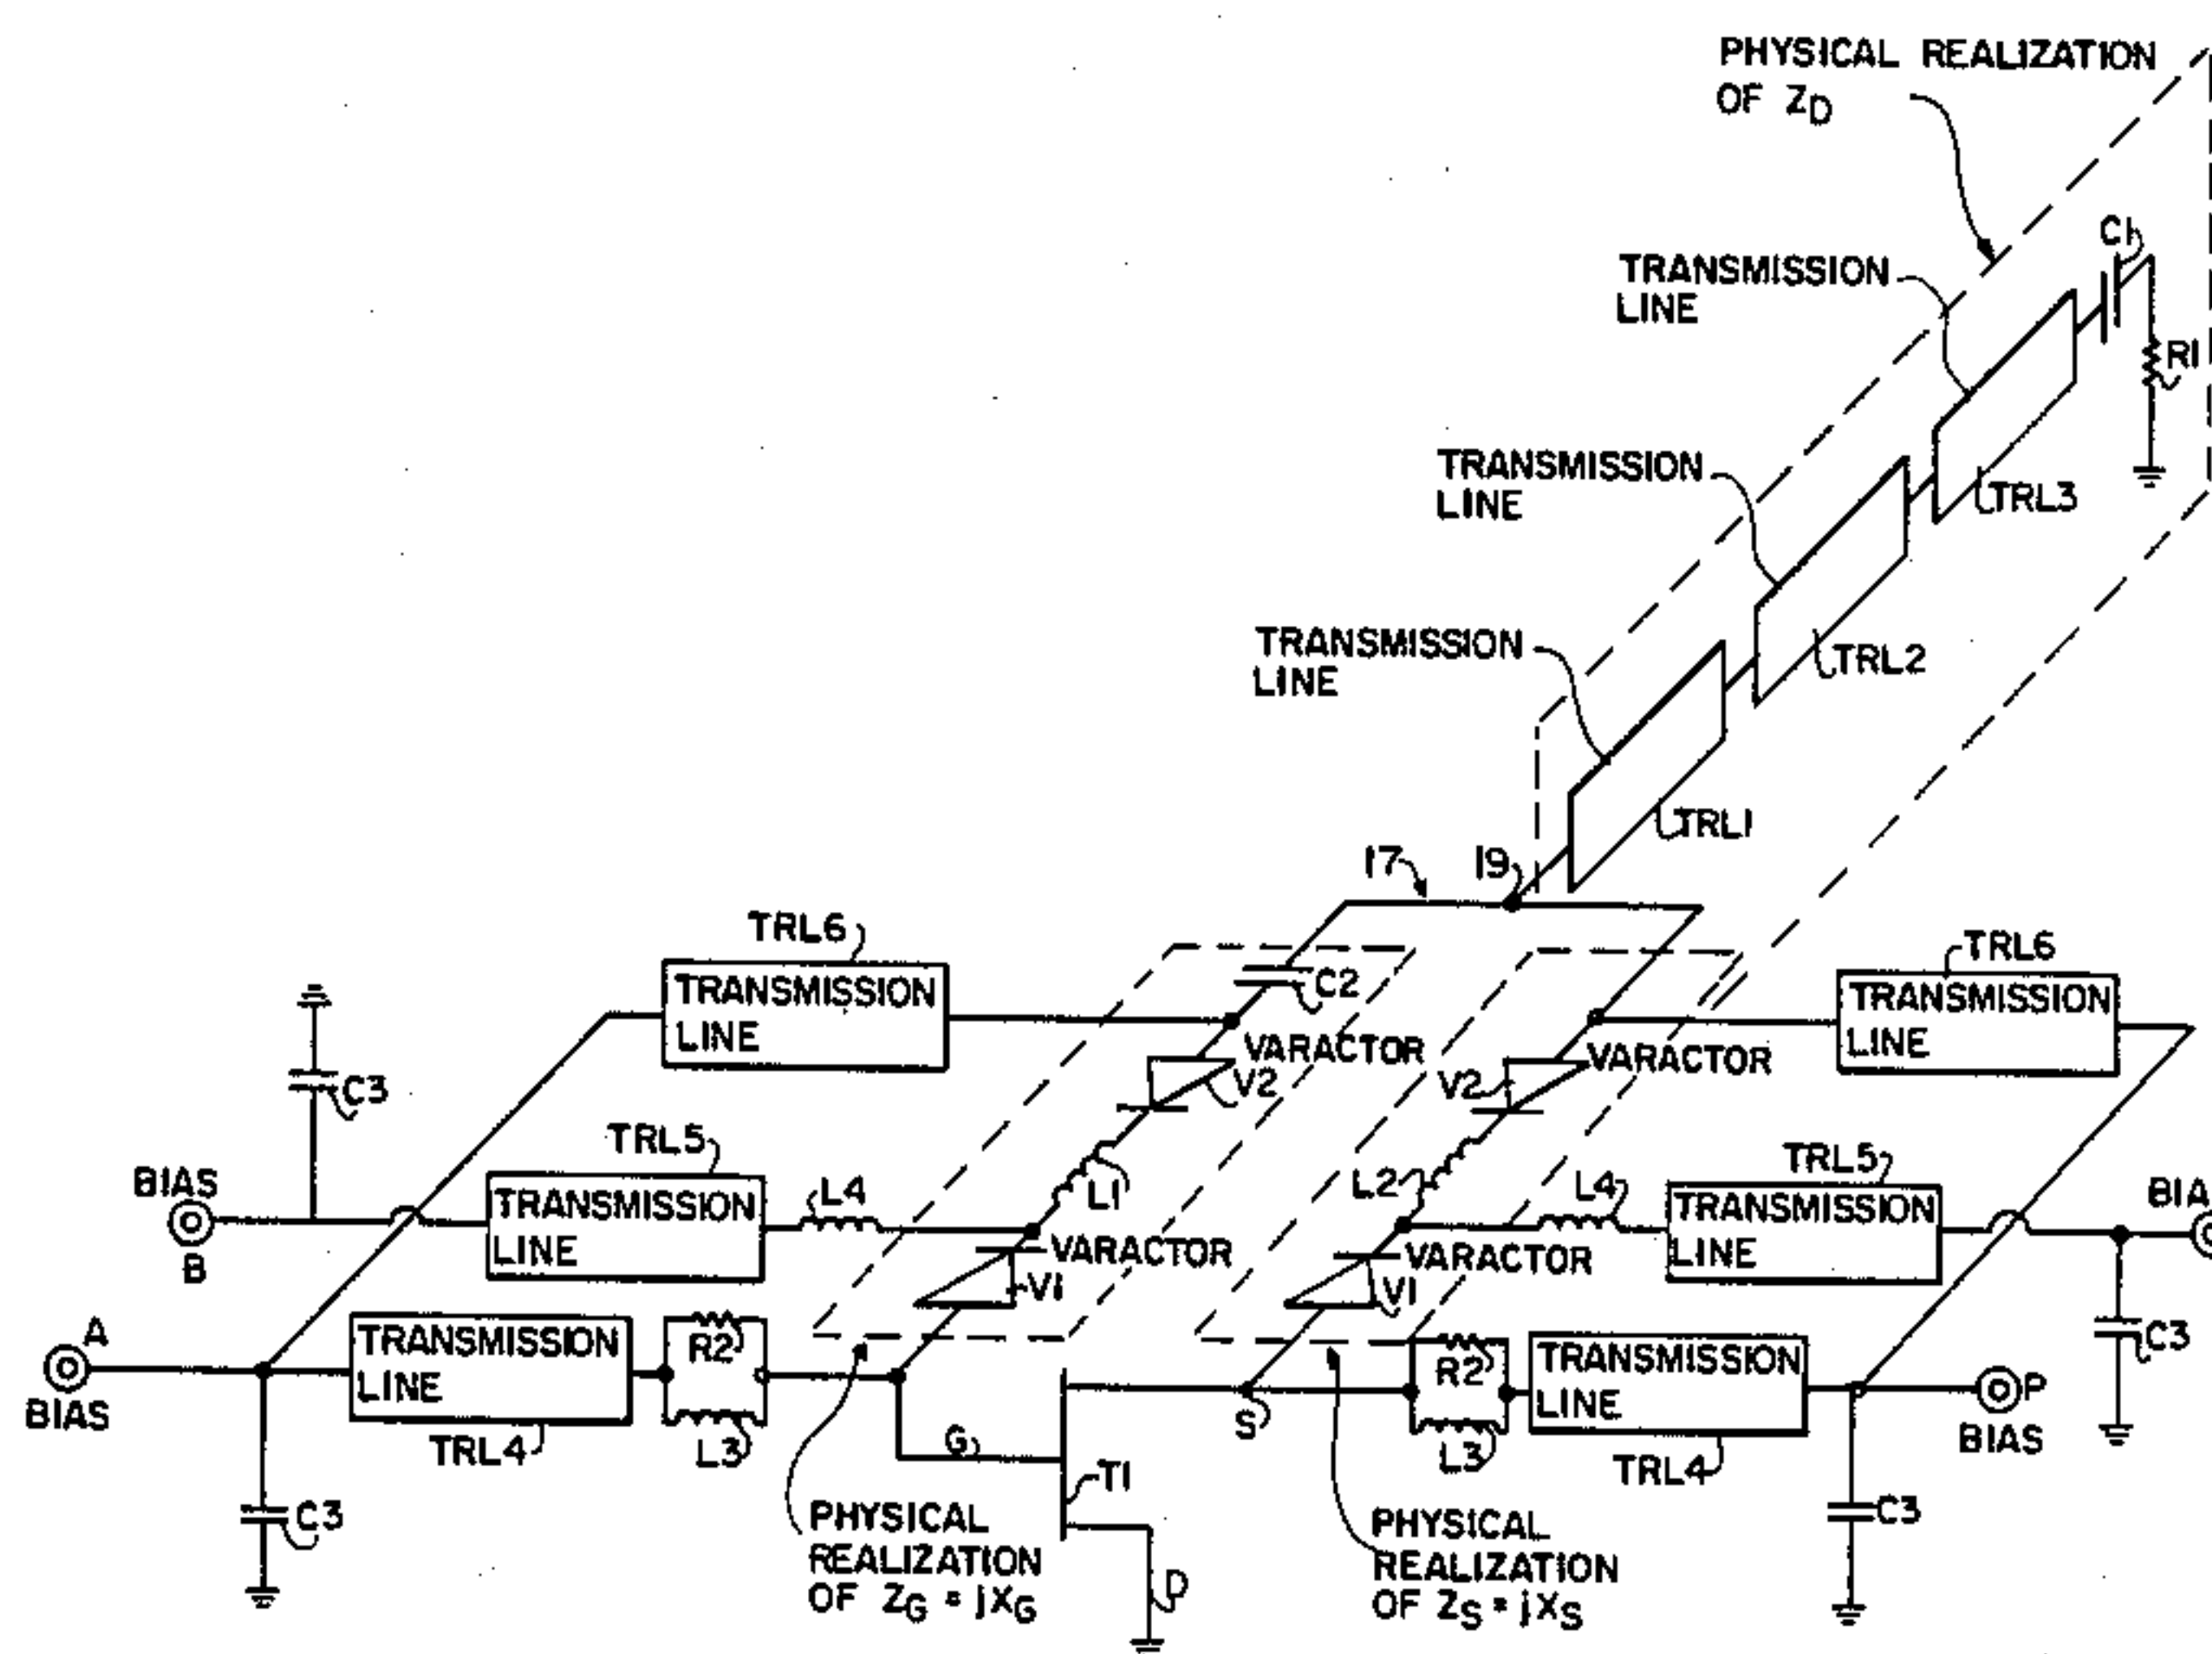 PHYSICAL REALIZATION
OF ZD
C1
TRANSMISSION
LINE
R1
TRANSMISSION
LINE
TRL3
TRANSMISSION
LINE
TRL2
TRL1
17
19
TRL6
TRANSMISSION
LINE
C2
TRL6
TRANSMISSION
LINE
VARACTOR
V2
VARACTOR
V2
C3
TRL5
TRANSMISSION
LINE
L4
L1
L2
L4
TRL5
TRANSMISSION
LINE
BIAS
B
BIA
VARACTOR
V1
VARACTOR
V1
C3
A
BIAS
TRANSMISSION
LINE
TRL4
R2
L3
S
R2
L3
TRANSMISSION
LINE
TRL4
P
BIAS
G
T1
D
C3
C3
PHYSICAL
REALIZATION
OF ZG = jXG
PHYSICAL
REALIZATION
OF ZS = jXS